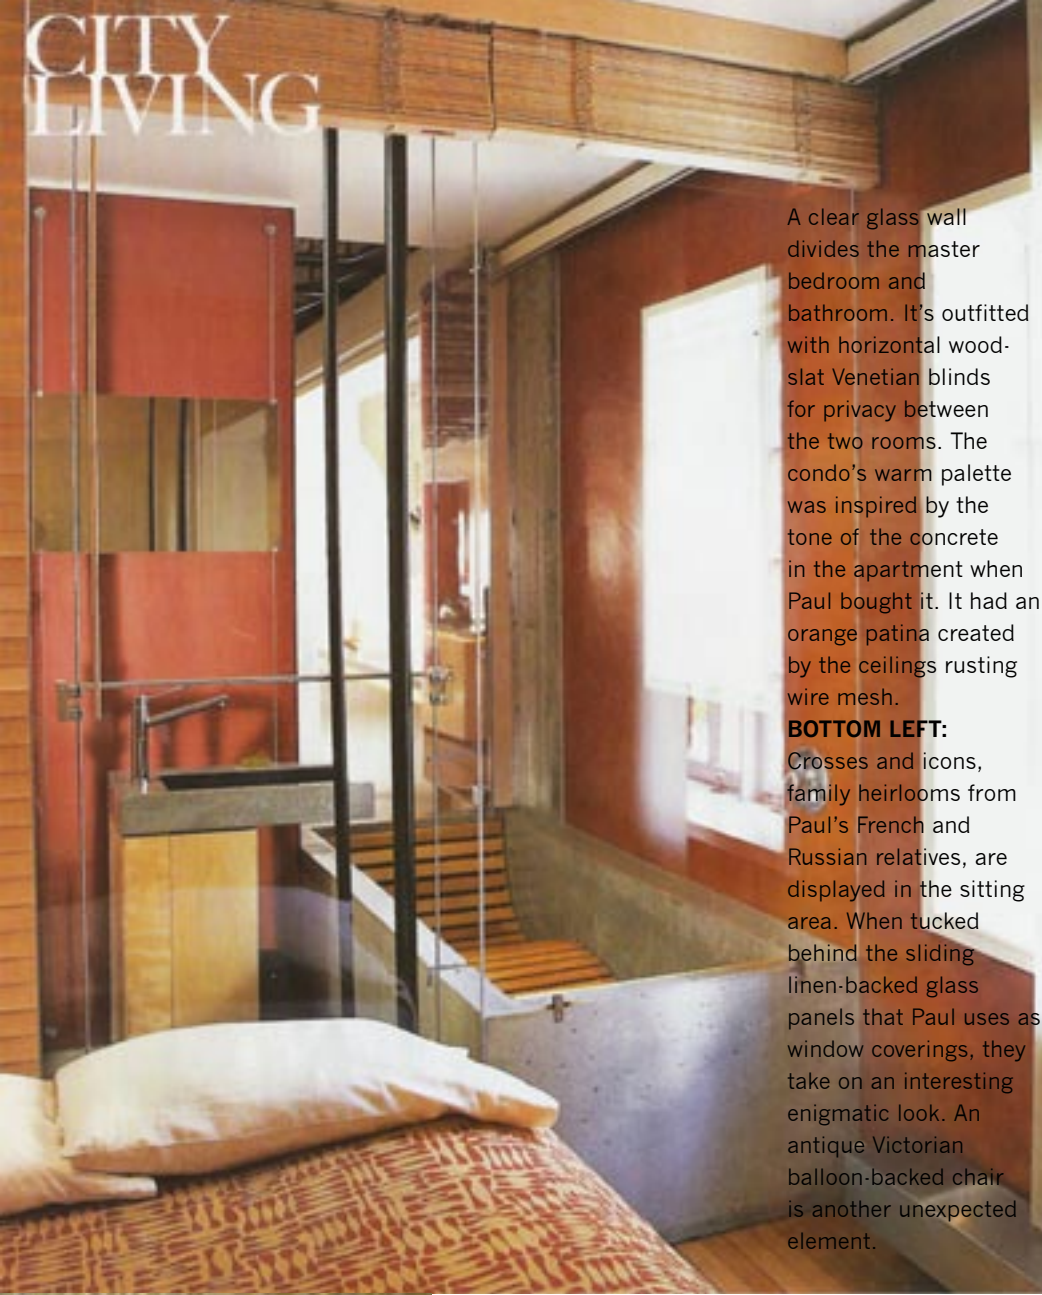 CITY
LIVING
A clear glass wall
divides the master
bedroom and
bathroom. It's outfitted
with horizontal wood-
slat Venetian blinds
for privacy between
the two rooms. The
condo's warm palette
was inspired by the
tone of the concrete
in the apartment when
Paul bought it. It had an
orange patina created
by the ceilings rusting
wire mesh.
BOTTOM LEFT:
Crosses and icons,
family heirlooms from
Paul's French and
Russian relatives, are
displayed in the sitting
area. When tucked
behind the sliding
linen-backed glass
panels that Paul uses as
window coverings, they
take on an interesting
enigmatic look. An
antique Victorian
balloon-backed chair
is another unexpected
element.